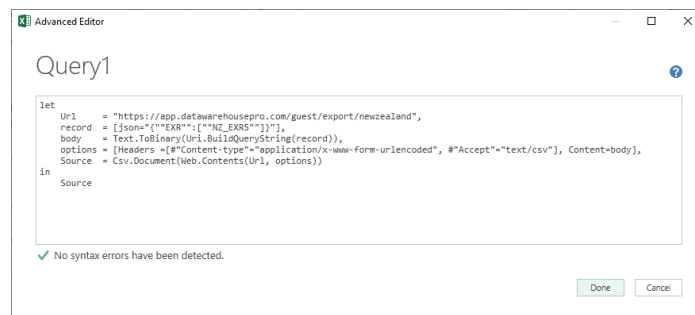 Advanced Editor
Query1
let
    Url     = "https://app.datawarehousepro.com/guest/export/newzealand",
    record  = [json="{""EXR"":[""NZ_EXR5""]}"],
    body    = Text.ToBinary(Uri.BuildQueryString(record)),
    options = [Headers =[#"Content-type"="application/x-www-form-urlencoded", #"Accept"="text/csv"], Content=body],
    Source  = Csv.Document(Web.Contents(Url, options))
in
    Source
No syntax errors have been detected.
Done Cancel